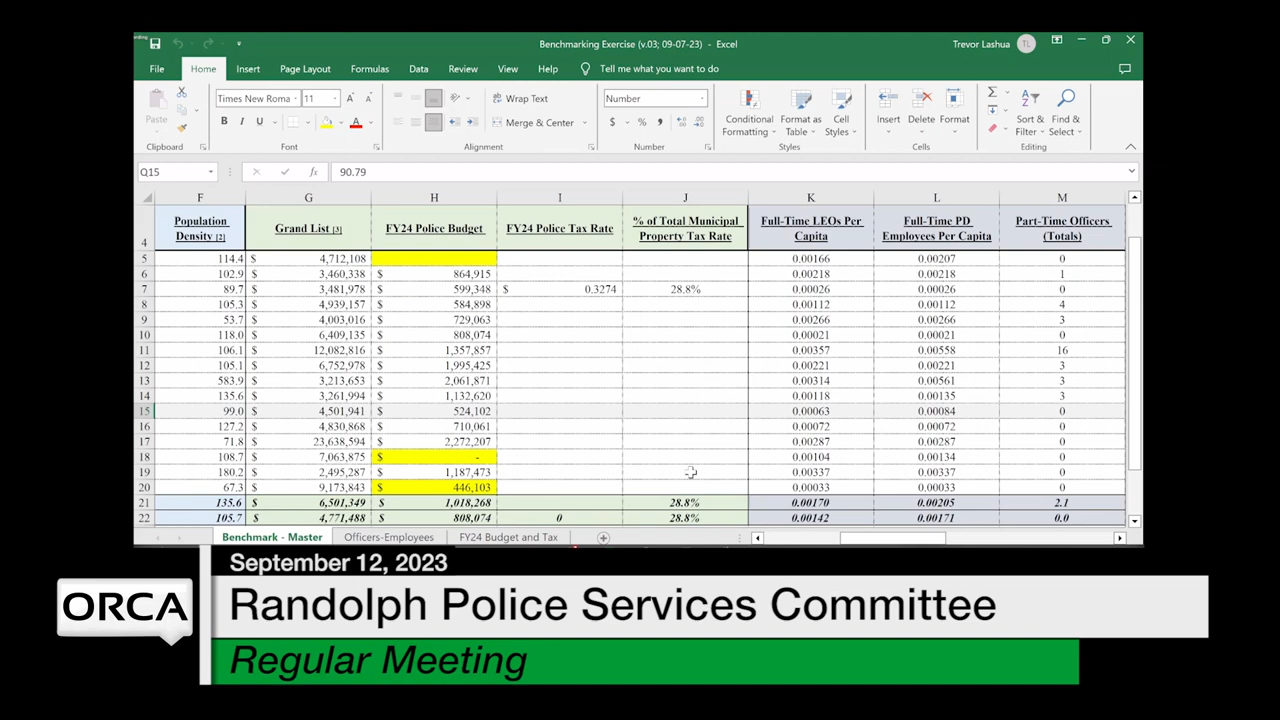 Benchmarking Exercise (v.03; 09-07-23) - Excel
Trevor Lashua TL
File Home Insert Page Layout Formulas Data Review View Help Tell me what you want to do
Times New Roma 11 A A Wrap Text Number
Paste B I U A Merge & Center $ % , Conditional Formatting Format as Table Cell Styles Insert Delete Format Sort & Filter Find & Select
Clipboard Font Alignment Number Styles Cells Editing
Q15 fx 90.79
F G H I J K L M
4 Population Density [2] Grand List [3] FY24 Police Budget FY24 Police Tax Rate % of Total Municipal Property Tax Rate Full-Time LEOs Per Capita Full-Time PD Employees Per Capita Part-Time Officers (Totals)
5 114.4 $ 4,712,108 0.00166 0.00207 0
6 102.9 $ 3,460,338 $ 864,915 0.00218 0.00218 1
7 89.7 $ 3,481,978 $ 599,348 $ 0.3274 28.8% 0.00026 0.00026 0
8 105.3 $ 4,939,157 $ 584,898 0.00112 0.00112 4
9 53.7 $ 4,003,016 $ 729,063 0.00266 0.00266 3
10 118.0 $ 6,409,135 $ 808,074 0.00021 0.00021 0
11 106.1 $ 12,082,816 $ 1,357,857 0.00357 0.00558 16
12 105.1 $ 6,752,978 $ 1,995,425 0.00221 0.00221 3
13 583.9 $ 3,213,653 $ 2,061,871 0.00314 0.00561 3
14 135.6 $ 3,261,994 $ 1,132,620 0.00118 0.00135 3
15 99.0 $ 4,501,941 $ 524,102 0.00063 0.00084 0
16 127.2 $ 4,830,868 $ 710,061 0.00072 0.00072 0
17 71.8 $ 23,638,594 $ 2,272,207 0.00287 0.00287 0
18 108.7 $ 7,063,875 $ - 0.00104 0.00134 0
19 180.2 $ 2,495,287 $ 1,187,473 0.00337 0.00337 0
20 67.3 $ 9,173,843 $ 446,103 0.00033 0.00033 0
21 135.6 $ 6,501,349 $ 1,018,268 28.8% 0.00170 0.00205 2.1
22 105.7 $ 4,771,488 $ 808,074 0 28.8% 0.00142 0.00171 0.0
Benchmark - Master Officers-Employees FY24 Budget and Tax
September 12, 2023
ORCA
Randolph Police Services Committee
Regular Meeting